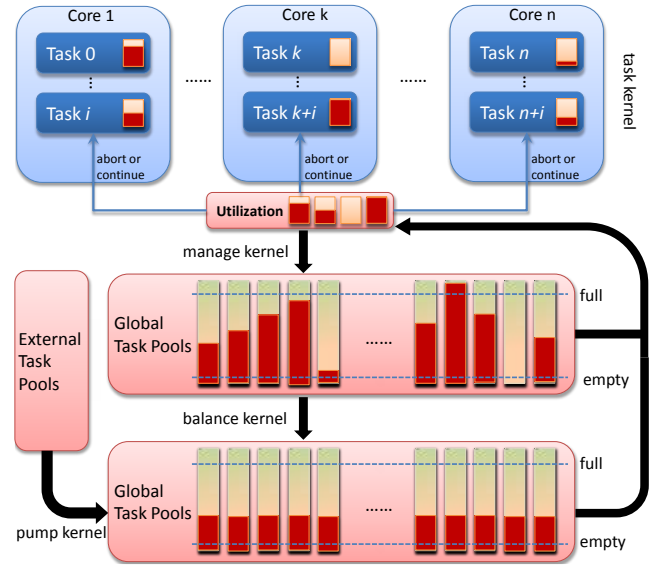 Core 1
Core k
Core n
Task 0
Task k
Task n
⋮
⋮
⋮
......
......
Task i
Task k+i
Task n+i
task kernel
abort or
continue
abort or
continue
abort or
continue
Utilization
manage kernel
External
Task
Pools
Global
Task Pools
......
full
empty
balance kernel
Global
Task Pools
......
full
empty
pump kernel